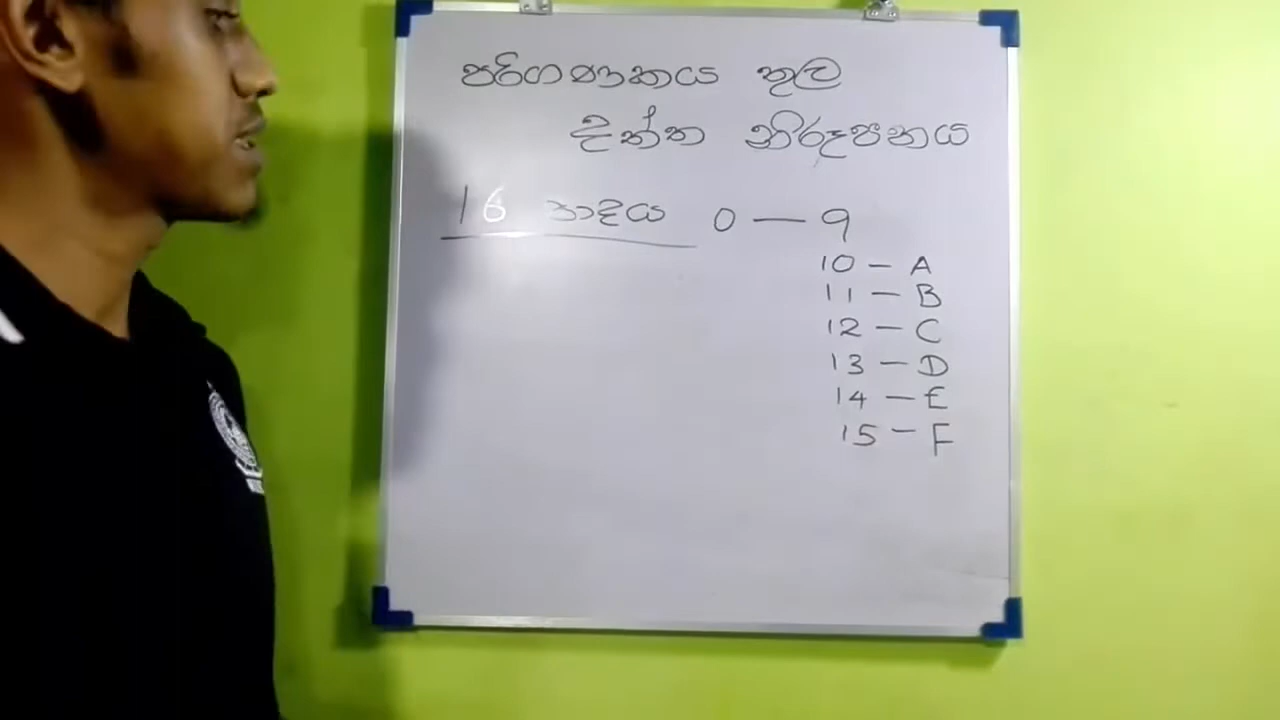 පරිගණකය තුල
දත්ත නිරූපනය
16 පාදය 0 — 9
10 — A
11 — B
12 — C
13 — D
14 — E
15 — F